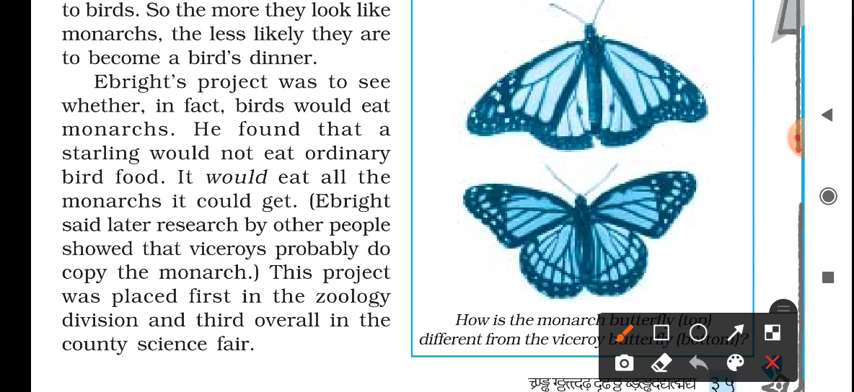 to birds. So the more they look like
monarchs, the less likely they are
to become a bird's dinner.
Ebright's project was to see
whether, in fact, birds would eat
monarchs. He found that a
starling would not eat ordinary
bird food. It would eat all the
monarchs it could get. (Ebright
said later research by other people
showed that viceroys probably do
copy the monarch.) This project
was placed first in the zoology
division and third overall in the
county science fair.
How is the monarch butterfly (top)
different from the viceroy butterfly (bottom)?